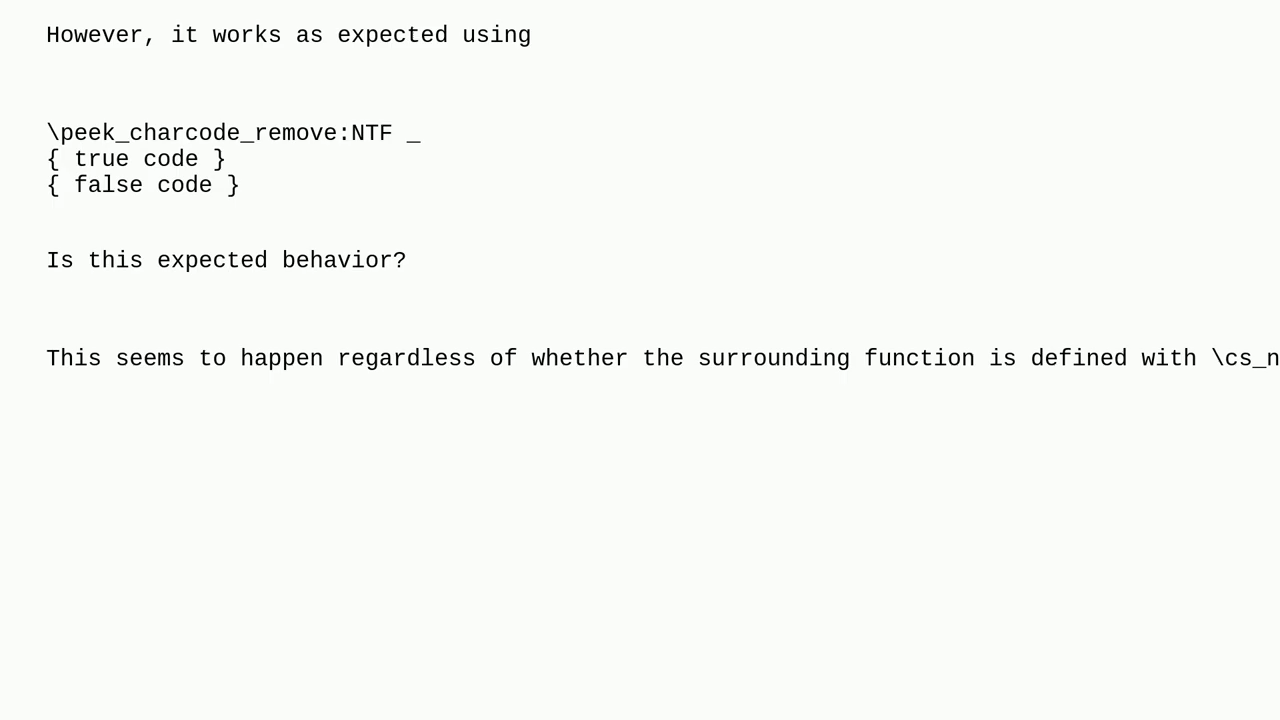 However, it works as expected using
\peek_charcode_remove:NTF _
{ true code }
{ false code }
Is this expected behavior?
This seems to happen regardless of whether the surrounding function is defined with \cs_n